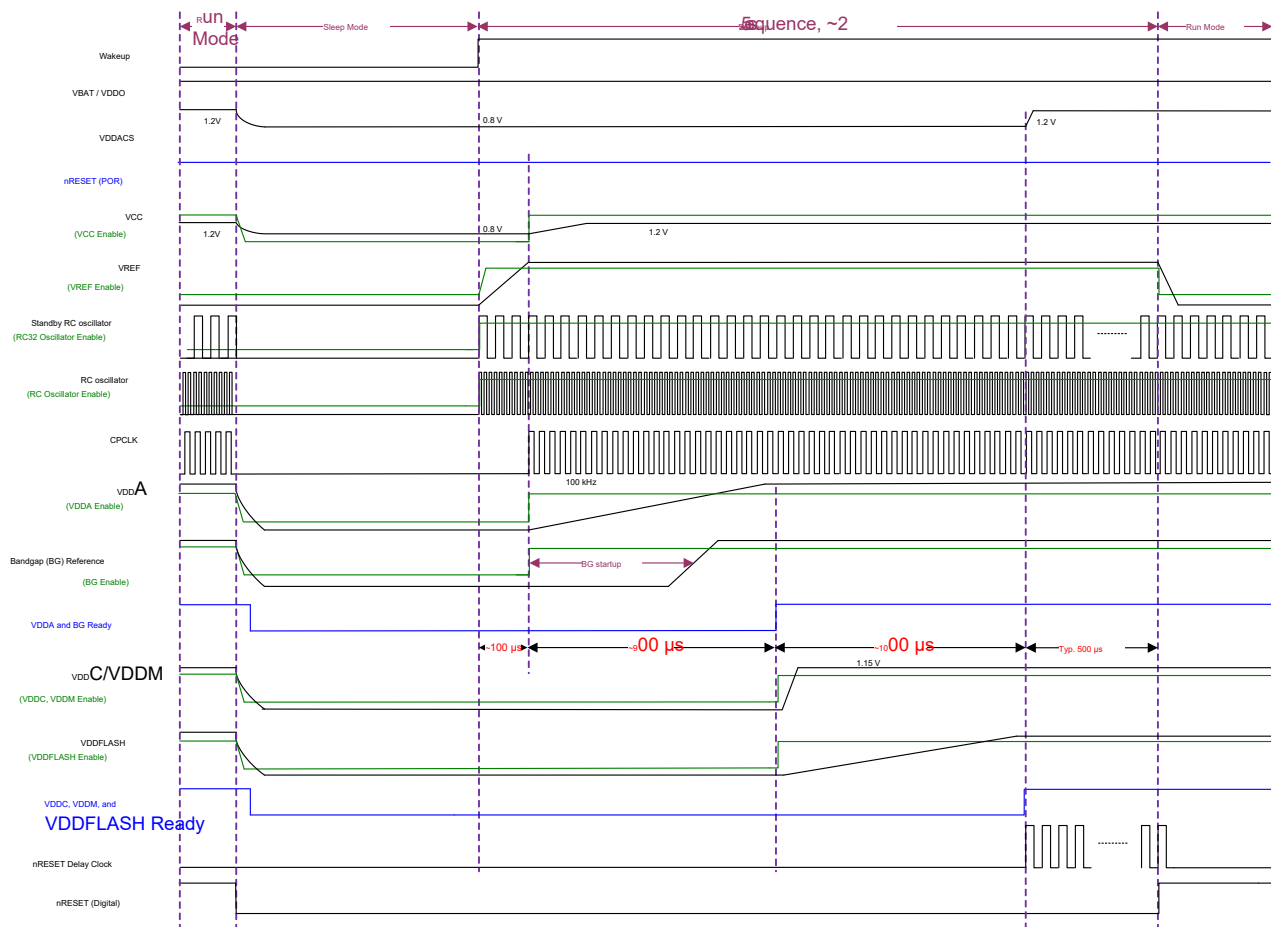 Run
Mode
Sleep Mode
equence, ~2
Run Mode
Wakeup
VBAT / VDDO
1.2V
0.8 V
1.2 V
VDDACS
nRESET (POR)
VCC
(VCC Enable)
1.2V
0.8 V
1.2 V
VREF
(VREF Enable)
Standby RC oscillator
(RC32 Oscillator Enable)
RC oscillator
(RC Oscillator Enable)
CPCLK
100 kHz
VDDA
(VDDA Enable)
Bandgap (BG) Reference
BG startup
(BG Enable)
VDDA and BG Ready
~100 µs
~900 µs
~1000 µs
Typ. 500 µs
1.15 V
VDDC/VDDM
(VDDC, VDDM Enable)
VDDFLASH
(VDDFLASH Enable)
VDDC, VDDM, and
VDDFLASH Ready
nRESET Delay Clock
nRESET (Digital)